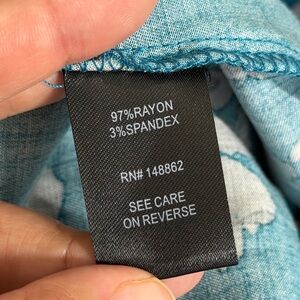 97%RAYON
3%SPANDEX
RN# 148862
SEE CARE
ON REVERSE